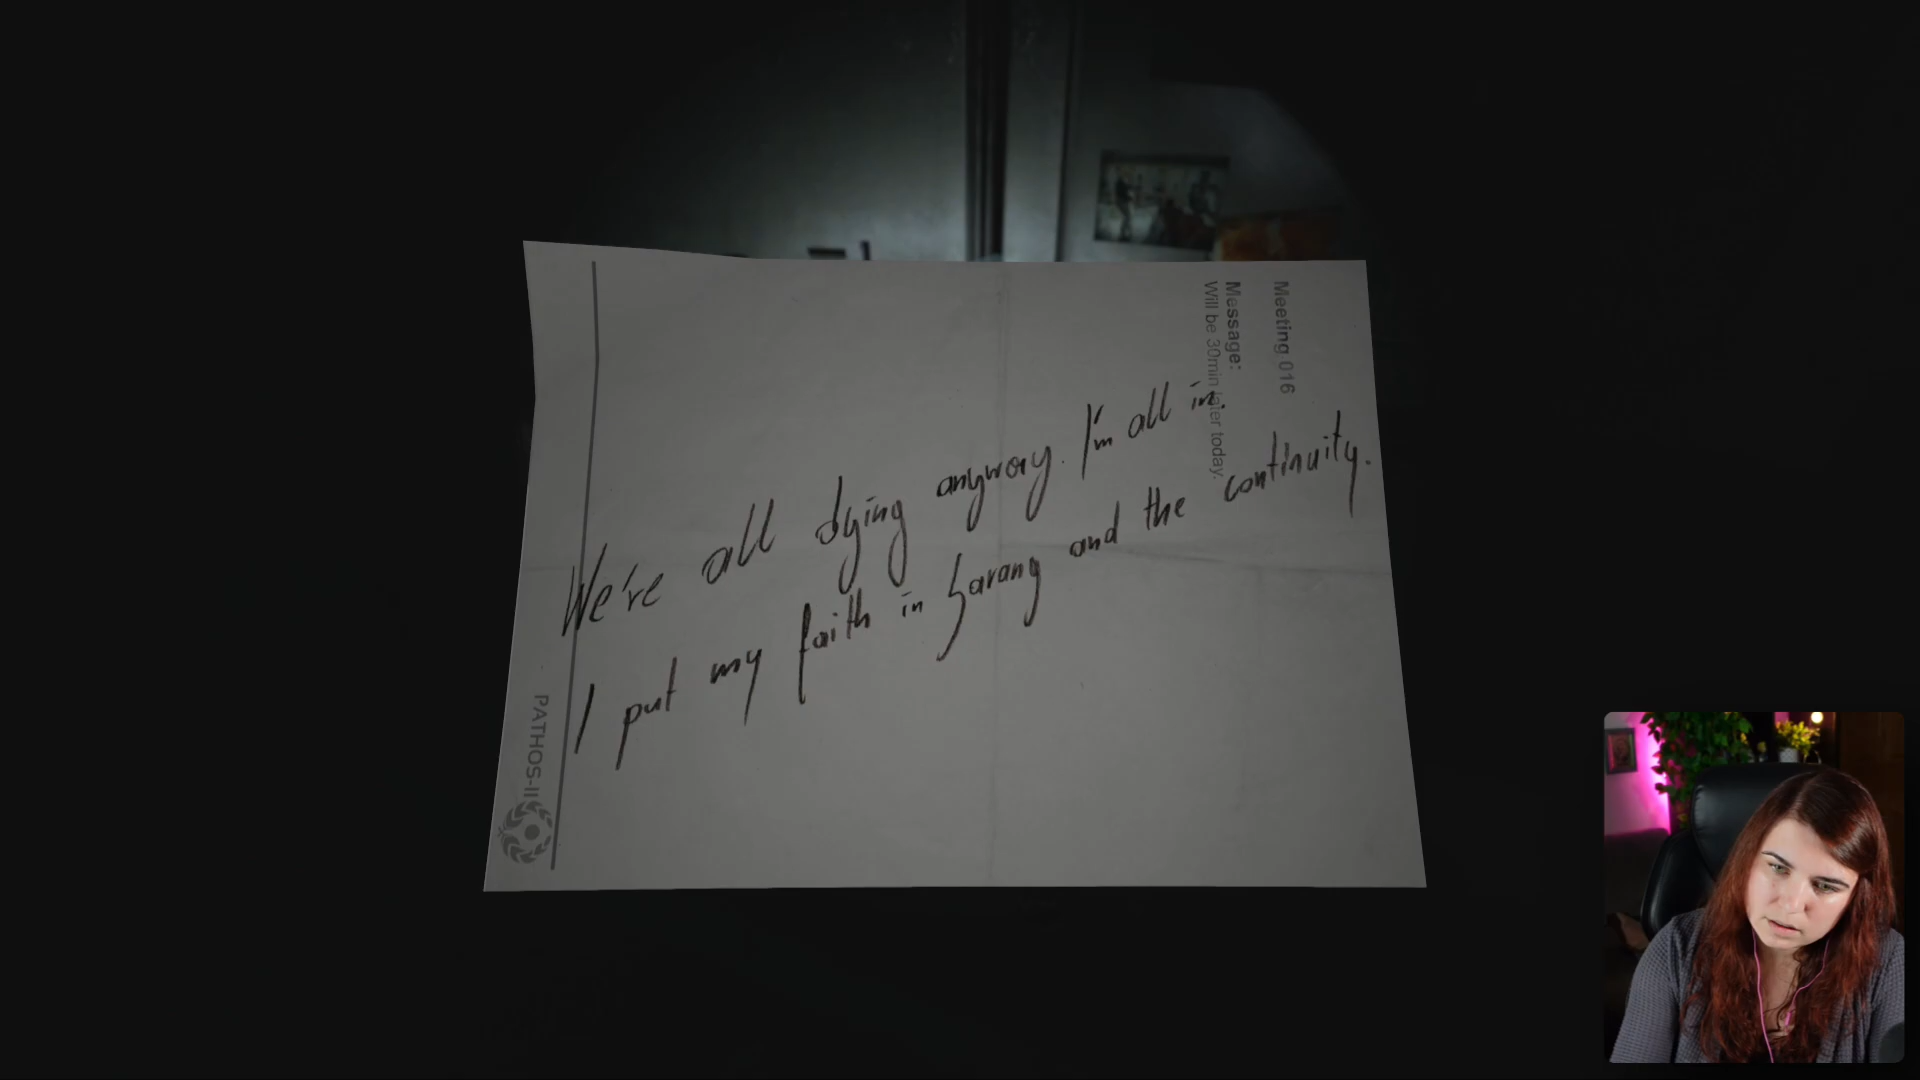 We're all dying anyway. I'm all in.
I put my faith in Sarang and the continuity.
Meeting 016
Message:
Will be 30min later today.
PATHOS-II